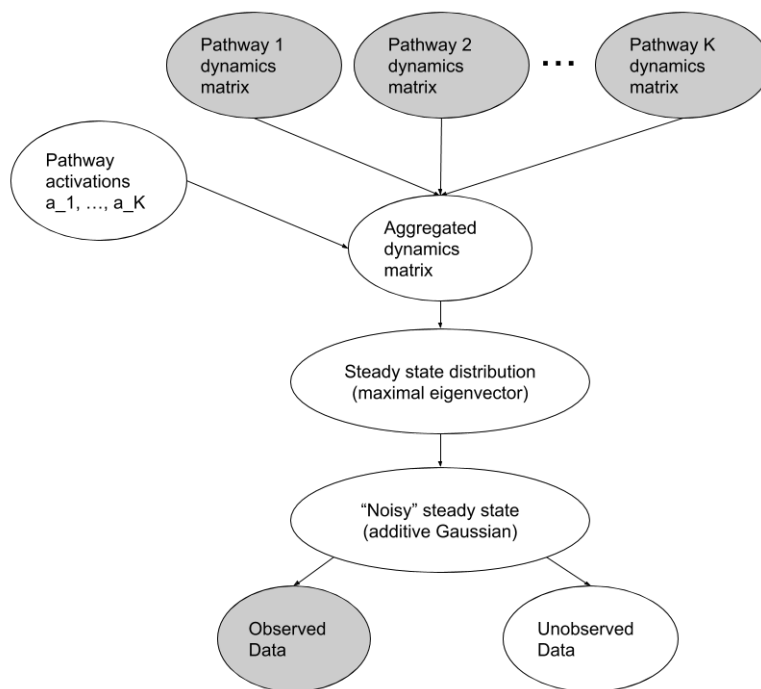 Pathway 1
dynamics
matrix
Pathway 2
dynamics
matrix
...
Pathway K
dynamics
matrix
Pathway
activations
a_1, …, a_K
Aggregated
dynamics
matrix
Steady state distribution
(maximal eigenvector)
“Noisy” steady state
(additive Gaussian)
Observed
Data
Unobserved
Data